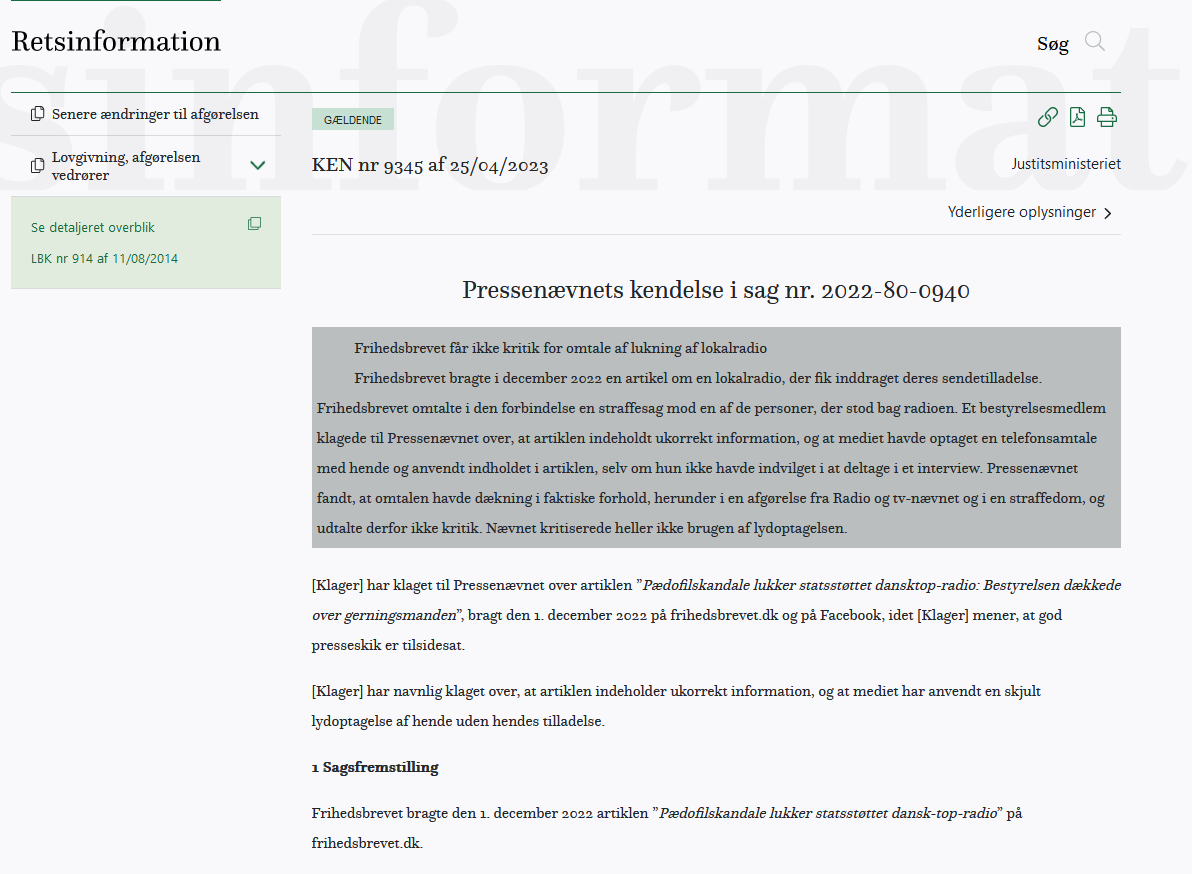 Retsinformation
Søg
Senere ændringer til afgørelsen
Lovgivning, afgørelsen
vedrører
Se detaljeret overblik
LBK nr 914 af 11/08/2014
GÆLDENDE
KEN nr 9345 af 25/04/2023
Justitsministeriet
Yderligere oplysninger
Pressenævnets kendelse i sag nr. 2022-80-0940
Frihedsbrevet får ikke kritik for omtale af lukning af lokalradio
Frihedsbrevet bragte i december 2022 en artikel om en lokalradio, der fik inddraget deres sendetilladelse.
Frihedsbrevet omtalte i den forbindelse en straffesag mod en af de personer, der stod bag radioen. Et bestyrelsesmedlem
klagede til Pressenævnet over, at artiklen indeholdt ukorrekt information, og at mediet havde optaget en telefonsamtale
med hende og anvendt indholdet i artiklen, selv om hun ikke havde indvilget i at deltage i et interview. Pressenævnet
fandt, at omtalen havde dækning i faktiske forhold, herunder i en afgørelse fra Radio og tv-nævnet og i en straffedom, og
udtalte derfor ikke kritik. Nævnet kritiserede heller ikke brugen af lydoptagelsen.
[Klager] har klaget til Pressenævnet over artiklen ”Pædofilskandale lukker statsstøttet dansktop-radio: Bestyrelsen dækkede
over gerningsmanden”, bragt den 1. december 2022 på frihedsbrevet.dk og på Facebook, idet [Klager] mener, at god
presseskik er tilsidesat.
[Klager] har navnlig klaget over, at artiklen indeholder ukorrekt information, og at mediet har anvendt en skjult
lydoptagelse af hende uden hendes tilladelse.
1 Sagsfremstilling
Frihedsbrevet bragte den 1. december 2022 artiklen ”Pædofilskandale lukker statsstøttet dansk-top-radio” på
frihedsbrevet.dk.